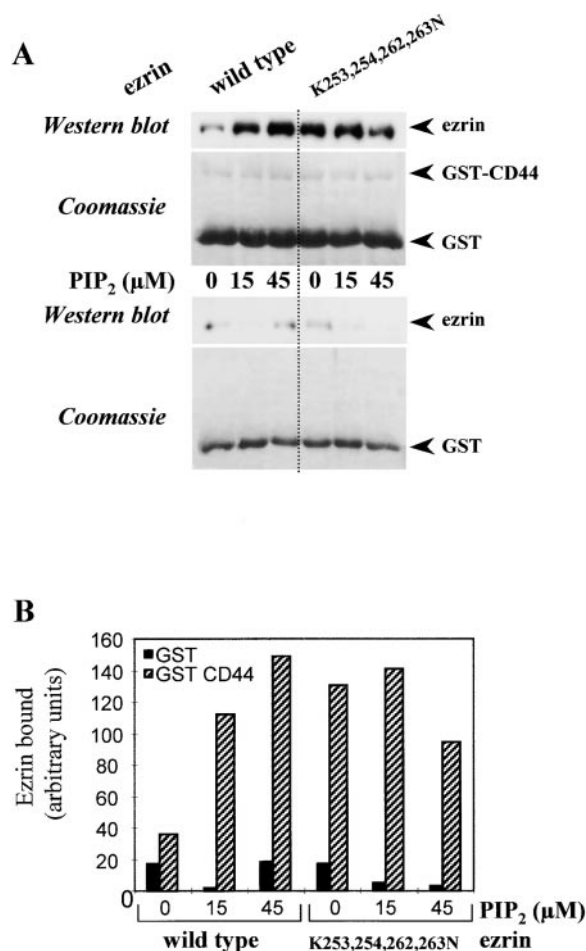 A
ezrin wild type K253,254,262,263N
Western blot ezrin
GST-CD44
Coomassie
GST
PIP₂ (µM) 0 15 45 0 15 45
Western blot ezrin
Coomassie
GST
B
160
140
120
100
80
60
40
20
0
Ezrin bound
(arbitrary units)
GST
GST CD44
0 15 45 0 15 45 PIP₂ (µM)
wild type K253,254,262,263N ezrin